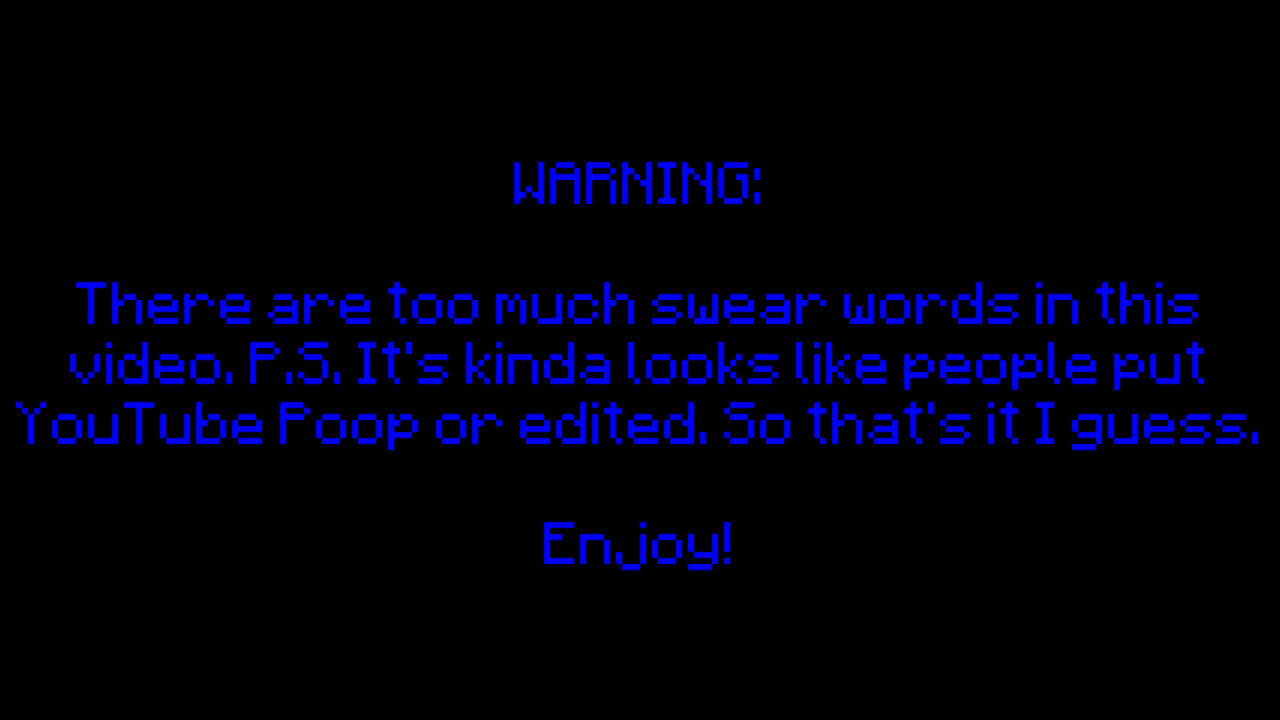 WARNING:
There are too much swear words in this
video. P.S. It's kinda looks like people put
YouTube Poop or edited. So that's it I guess.
Enjoy!